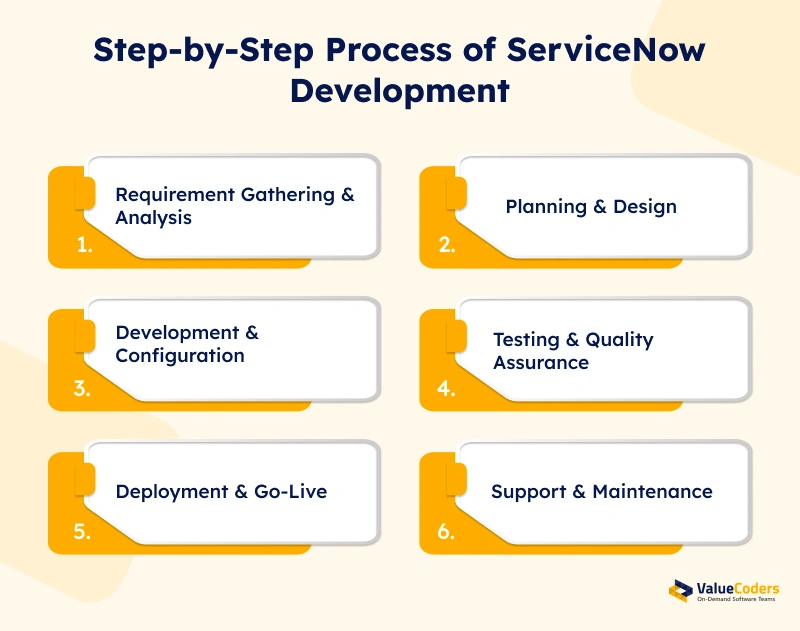 Step-by-Step Process of ServiceNow
Development
Requirement Gathering &
Analysis
1.
Planning & Design
2.
Development &
Configuration
3.
Testing & Quality
Assurance
4.
Deployment & Go-Live
5.
Support & Maintenance
6.
ValueCoders
On-Demand Software Teams